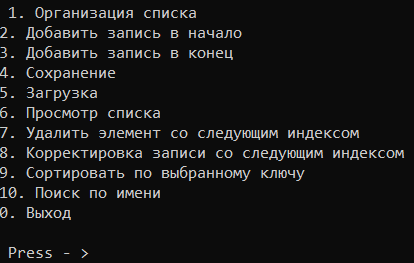 1. Организация списка
2. Добавить запись в начало
3. Добавить запись в конец
4. Сохранение
5. Загрузка
6. Просмотр списка
7. Удалить элемент со следующим индексом
8. Корректировка записи со следующим индексом
9. Сортировать по выбранному ключу
10. Поиск по имени
0. Выход
Press - >